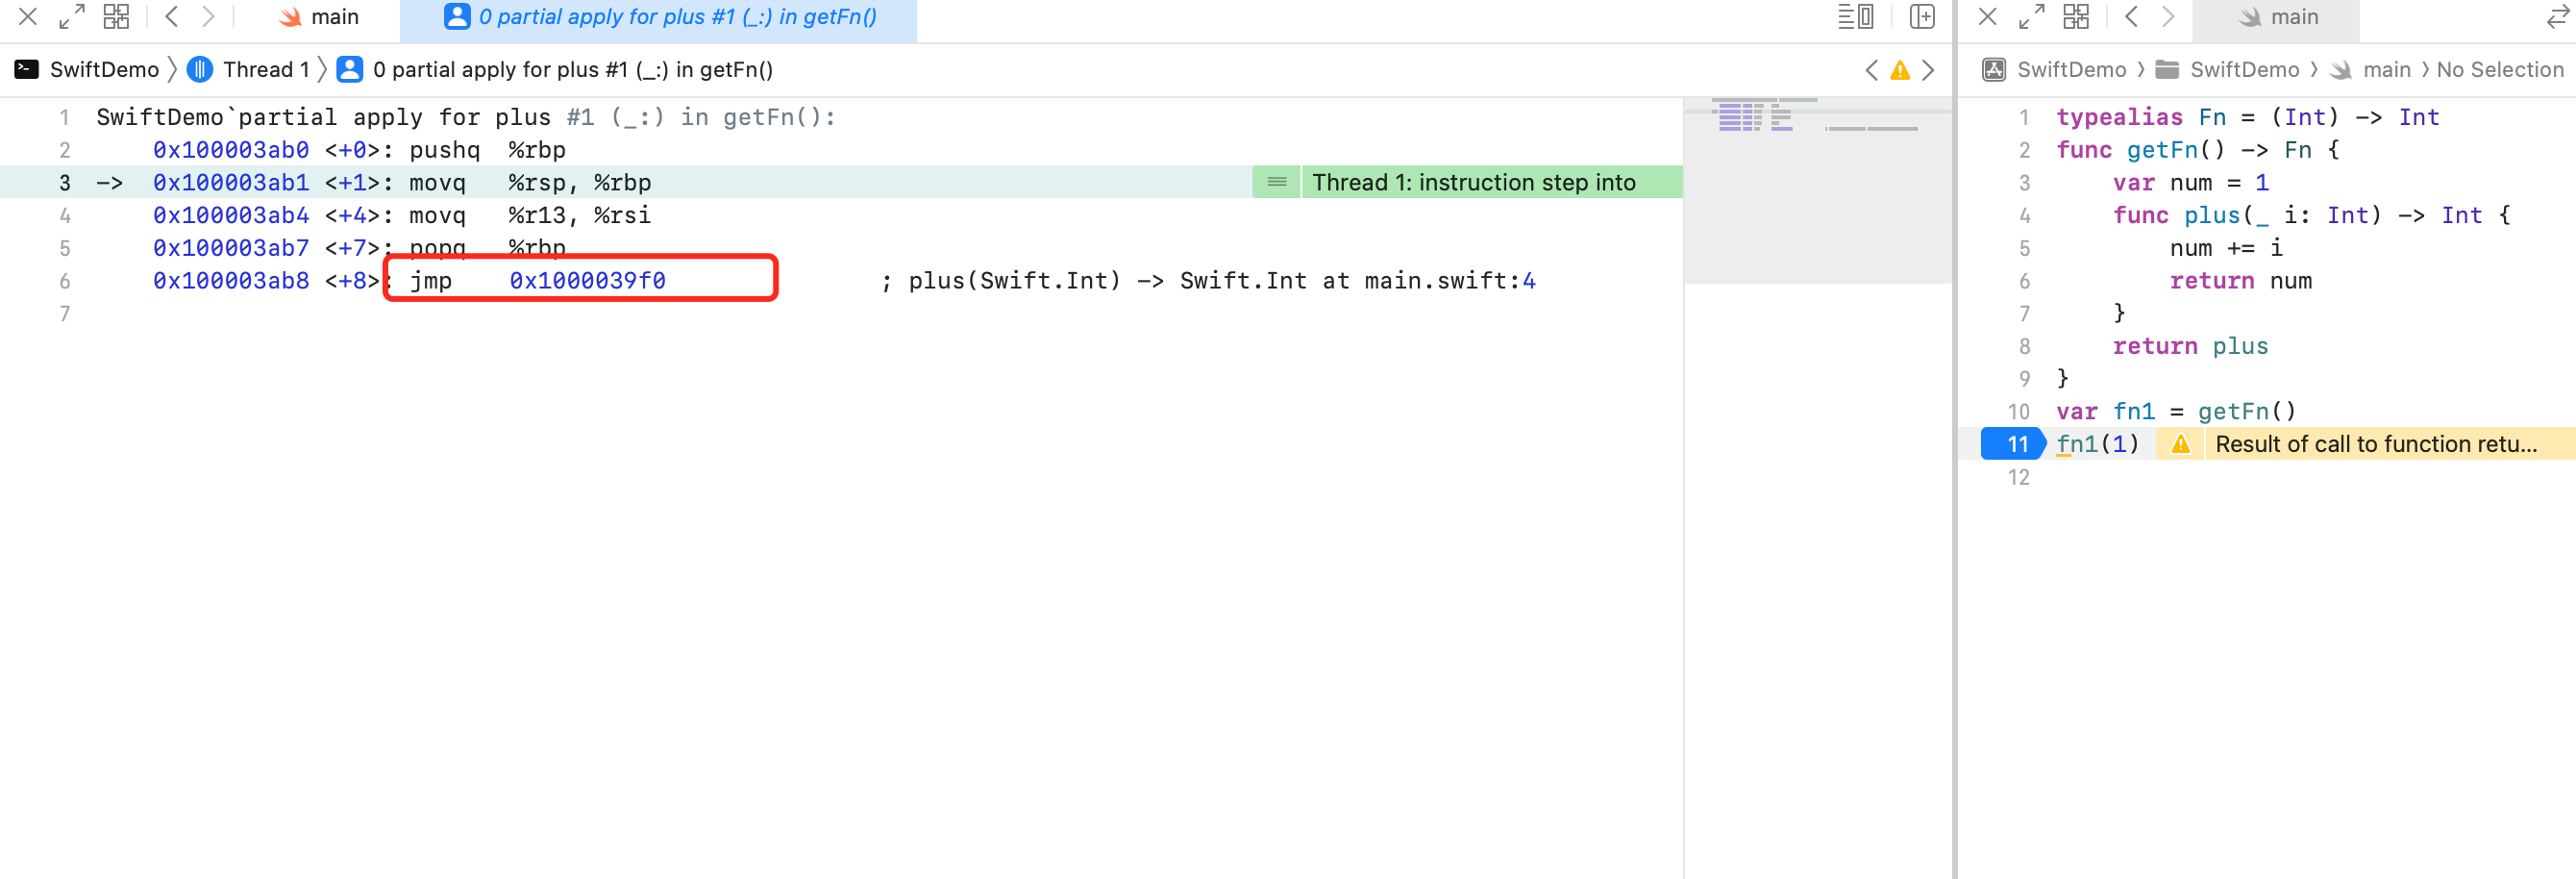 main
0 partial apply for plus #1 (_:) in getFn()
main
SwiftDemo Thread 1 0 partial apply for plus #1 (_:) in getFn()
SwiftDemo SwiftDemo main No Selection
1 SwiftDemo`partial apply for plus #1 (_:) in getFn():
2 0x100003ab0 <+0>: pushq %rbp
3 -> 0x100003ab1 <+1>: movq %rsp, %rbp
Thread 1: instruction step into
4 0x100003ab4 <+4>: movq %r13, %rsi
5 0x100003ab7 <+7>: popq %rbp
6 0x100003ab8 <+8>: jmp 0x1000039f0 ; plus(Swift.Int) -> Swift.Int at main.swift:4
7
1 typealias Fn = (Int) -> Int
2 func getFn() -> Fn {
3 var num = 1
4 func plus(_ i: Int) -> Int {
5 num += i
6 return num
7 }
8 return plus
9 }
10 var fn1 = getFn()
11 fn1(1) Result of call to function retu...
12